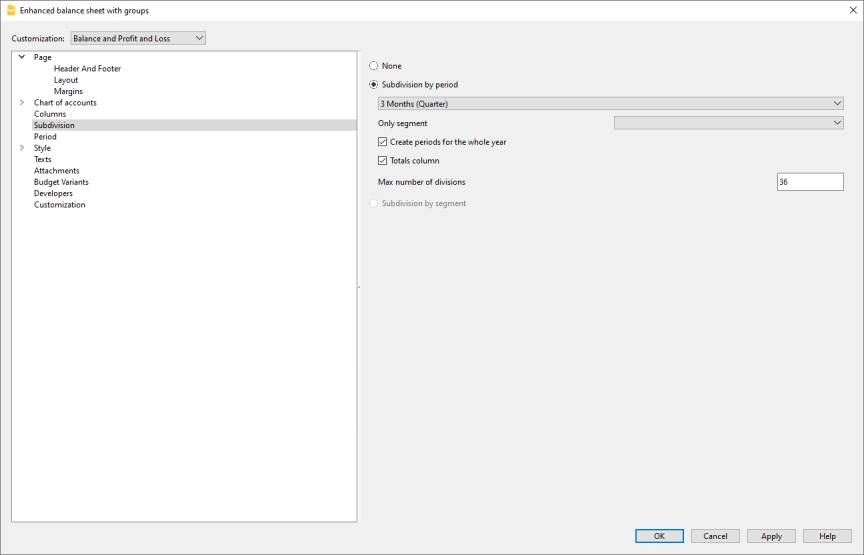 Enhanced balance sheet with groups
Customization: Balance and Profit and Loss
Page
Header And Footer
Layout
Margins
Chart of accounts
Columns
Subdivision
Period
Style
Texts
Attachments
Budget Variants
Developers
Customization
None
Subdivision by period
3 Months (Quarter)
Only segment
Create periods for the whole year
Totals column
Max number of divisions 36
Subdivision by segment
OK Cancel Apply Help